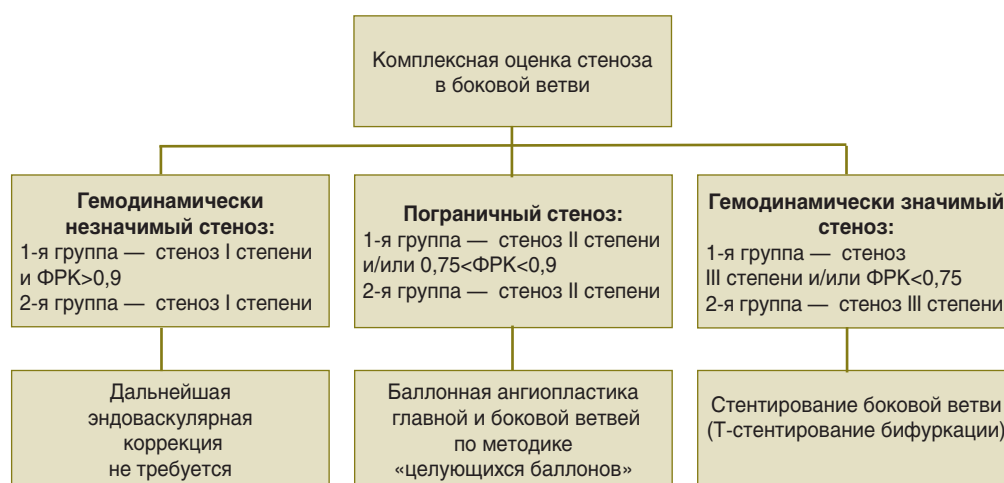 Комплексная оценка стеноза
в боковой ветви
Гемодинамически
незначимый стеноз:
1-я группа — стеноз I степени
и ФРК>0,9
2-я группа — стеноз I степени
Пограничный стеноз:
1-я группа — стеноз II степени
и/или 0,75<ФРК<0,9
2-я группа — стеноз II степени
Гемодинамически значимый
стеноз:
1-я группа — стеноз
III степени и/или ФРК<0,75
2-я группа — стеноз III степени
Дальнейшая
эндоваскулярная
коррекция
не требуется
Баллонная ангиопластика
главной и боковой ветвей
по методике
«целующихся баллонов»
Стентирование боковой ветви
(Т-стентирование бифуркации)